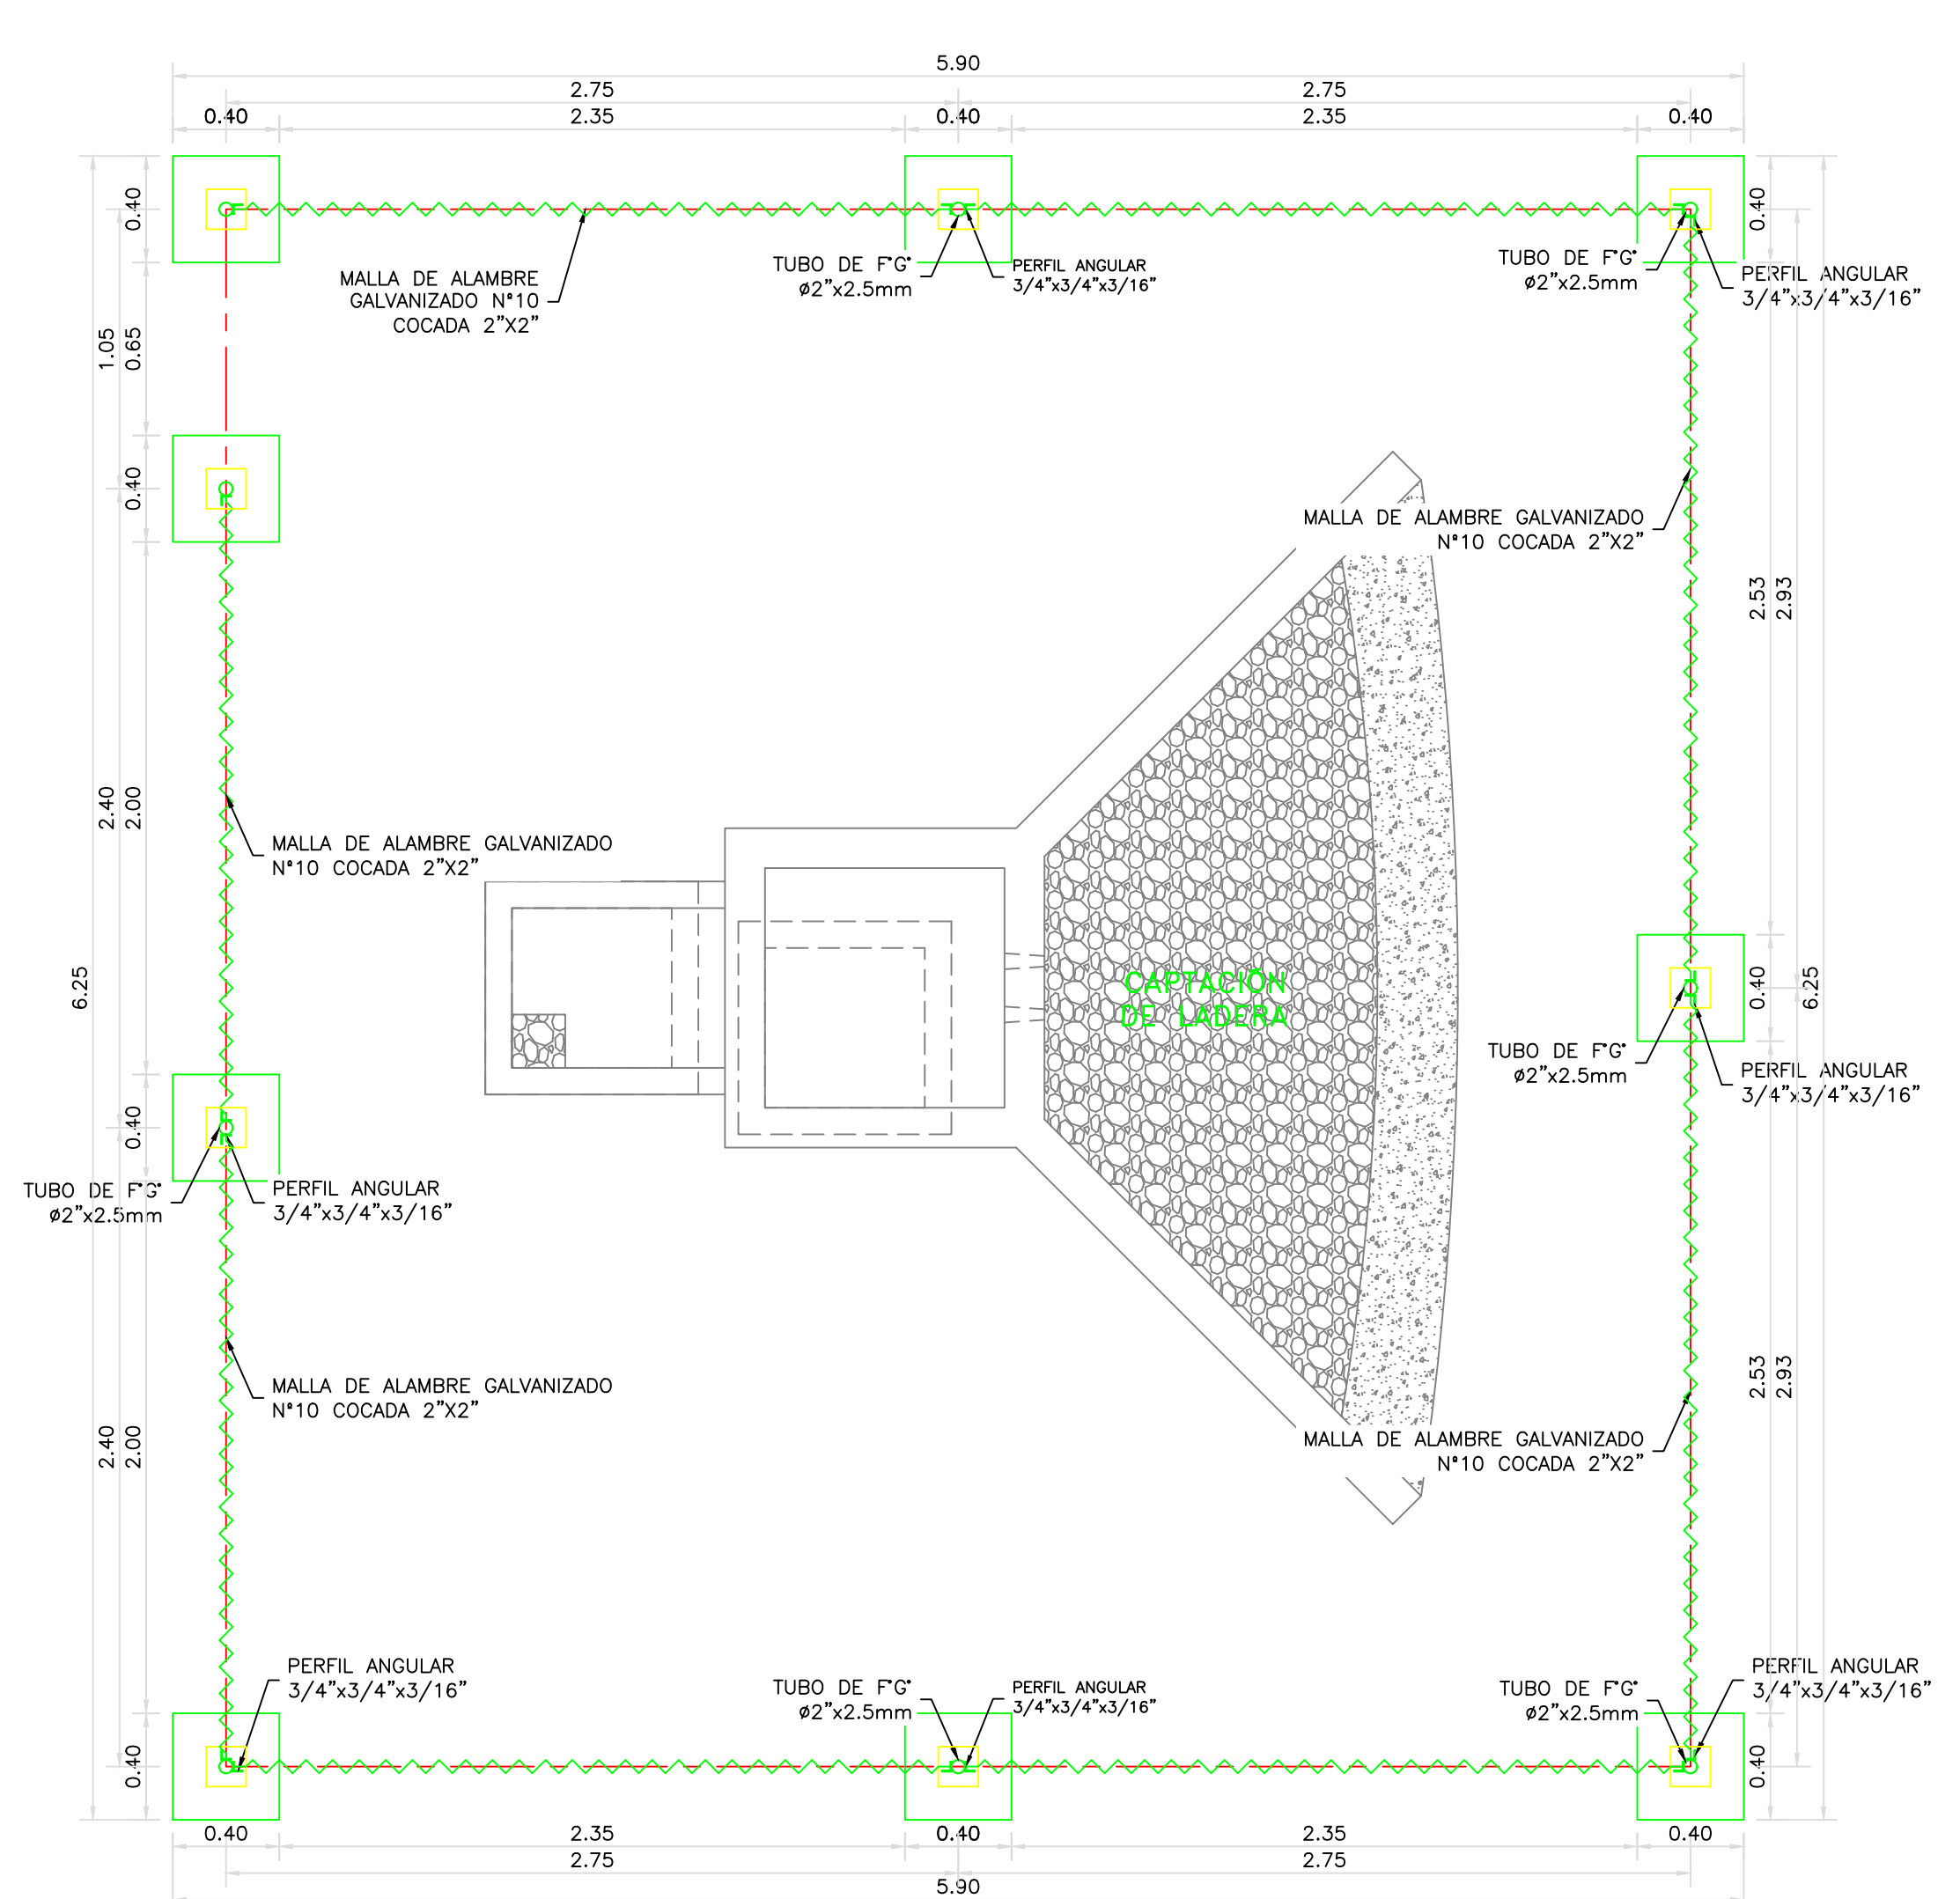 5.90
2.75
2.75
0.40
2.35
0.40
2.35
0.40
0.40
0.40
MALLA DE ALAMBRE
GALVANIZADO Nº10
COCADA 2"X2"
TUBO DE F°G°
ø2"x2.5mm
PERFIL ANGULAR
3/4"x3/4"x3/16"
TUBO DE F°G°
ø2"x2.5mm
PERFIL ANGULAR
3/4"x3/4"x3/16"
1.05
0.65
0.40
MALLA DE ALAMBRE GALVANIZADO
Nº10 COCADA 2"X2"
2.53
2.93
2.40
2.00
MALLA DE ALAMBRE GALVANIZADO
Nº10 COCADA 2"X2"
6.25
CAPTACIÓN
DE LADERA
0.40
6.25
TUBO DE F°G°
ø2"x2.5mm
PERFIL ANGULAR
3/4"x3/4"x3/16"
0.40
TUBO DE F°G°
ø2"x2.5mm
PERFIL ANGULAR
3/4"x3/4"x3/16"
MALLA DE ALAMBRE GALVANIZADO
Nº10 COCADA 2"X2"
2.53
2.93
2.40
2.00
MALLA DE ALAMBRE GALVANIZADO
Nº10 COCADA 2"X2"
PERFIL ANGULAR
3/4"x3/4"x3/16"
TUBO DE F°G°
ø2"x2.5mm
PERFIL ANGULAR
3/4"x3/4"x3/16"
TUBO DE F°G°
ø2"x2.5mm
PERFIL ANGULAR
3/4"x3/4"x3/16"
0.40
0.40
0.40
2.35
0.40
2.35
0.40
2.75
2.75
5.90